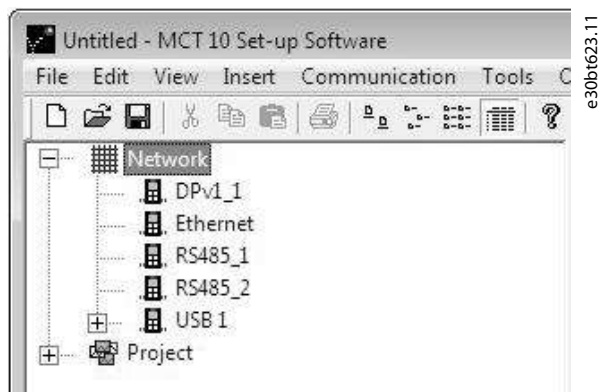 Untitled - MCT 10 Set-up Software
File Edit View Insert Communication Tools
Network
DPv1_1
Ethernet
RS485_1
RS485_2
USB 1
Project
e30bt623.11